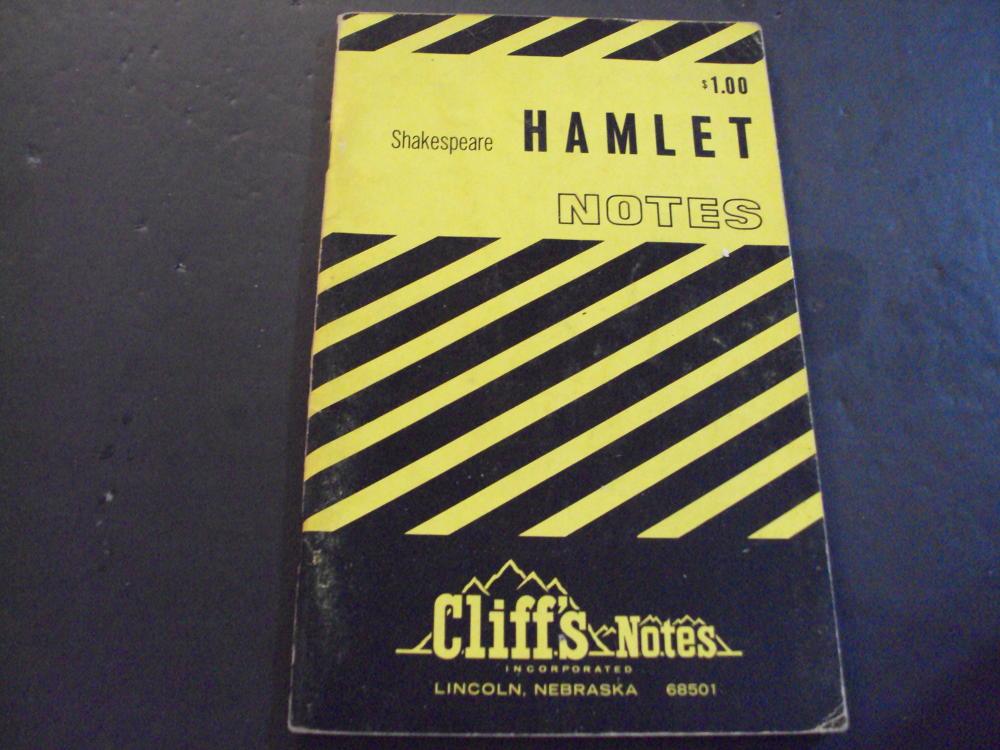 $1.00
Shakespeare HAMLET
NOTES
Cliff's Notes
INCORPORATED
LINCOLN, NEBRASKA 68501